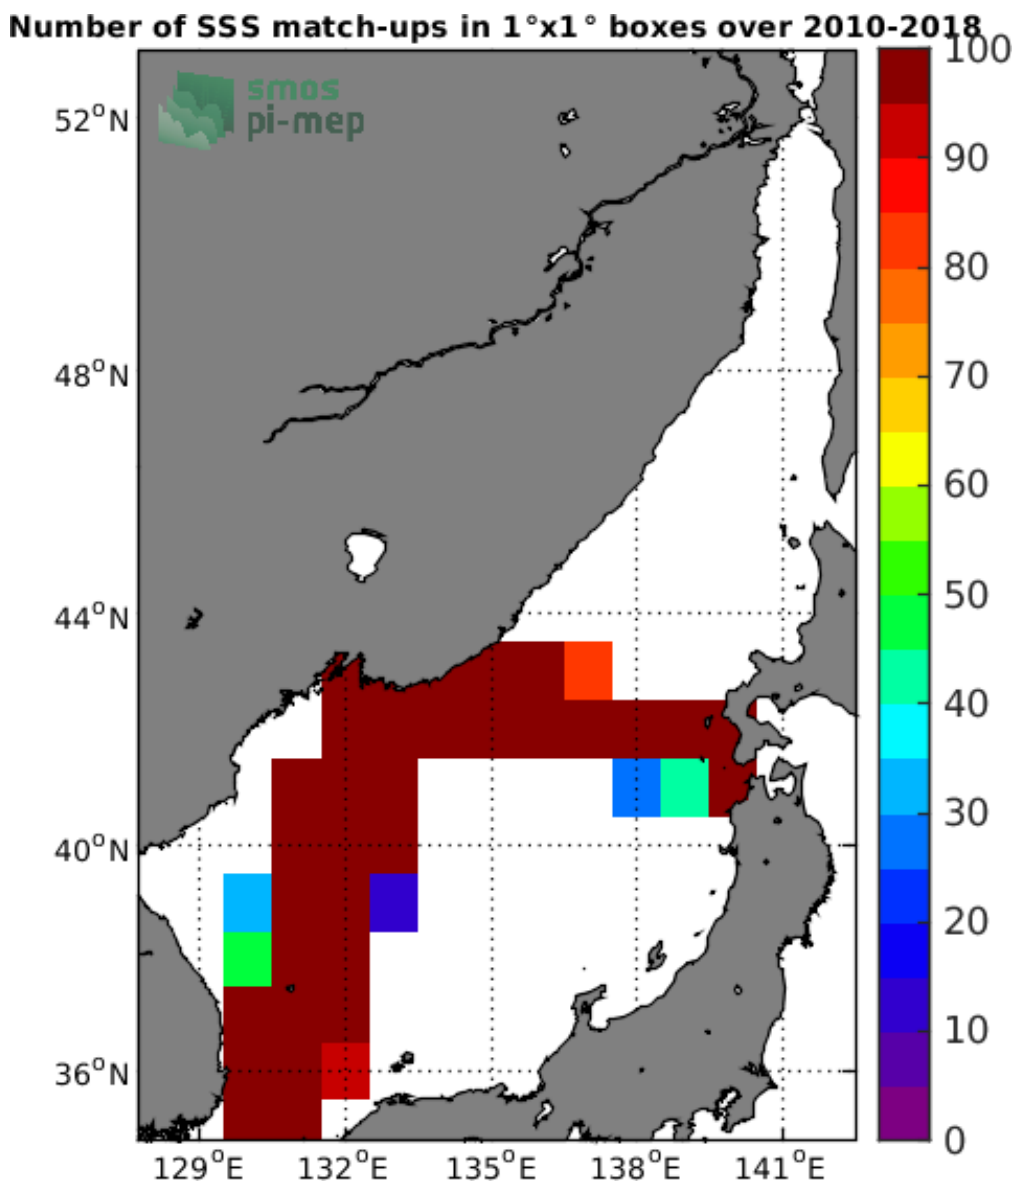 Number of SSS match-ups in 1°x1° boxes over 2010-2018
smos
pi-mep
52°N
48°N
44°N
40°N
36°N
129°E
132°E
135°E
138°E
141°E
100
90
80
70
60
50
40
30
20
10
0